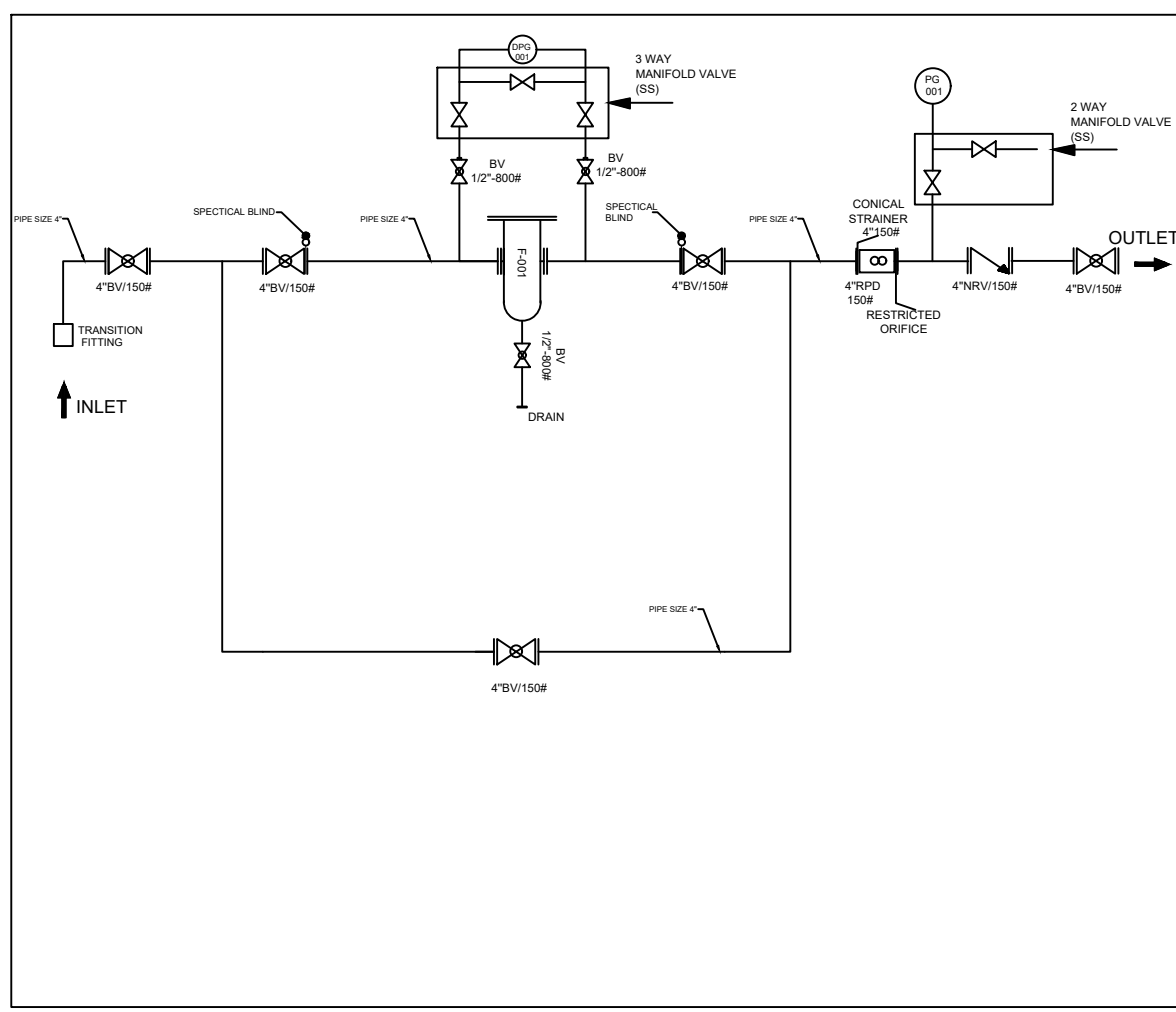 DPG
001
3 WAY
MANIFOLD VALVE
(SS)
PG
001
2 WAY
MANIFOLD VALVE
(SS)
BV
1/2"-800#
BV
1/2"-800#
PIPE SIZE 4"
SPECTICAL BLIND
PIPE SIZE 4"
SPECTICAL
BLIND
PIPE SIZE 4"
CONICAL
STRAINER
4"150#
OUTLET
F-001
4"BV/150#
4"BV/150#
4"BV/150#
4"RPD
150#
RESTRICTED
ORIFICE
4"NRV/150#
4"BV/150#
TRANSITION
FITTING
BV
1/2"-800#
INLET
DRAIN
PIPE SIZE 4"
4"BV/150#